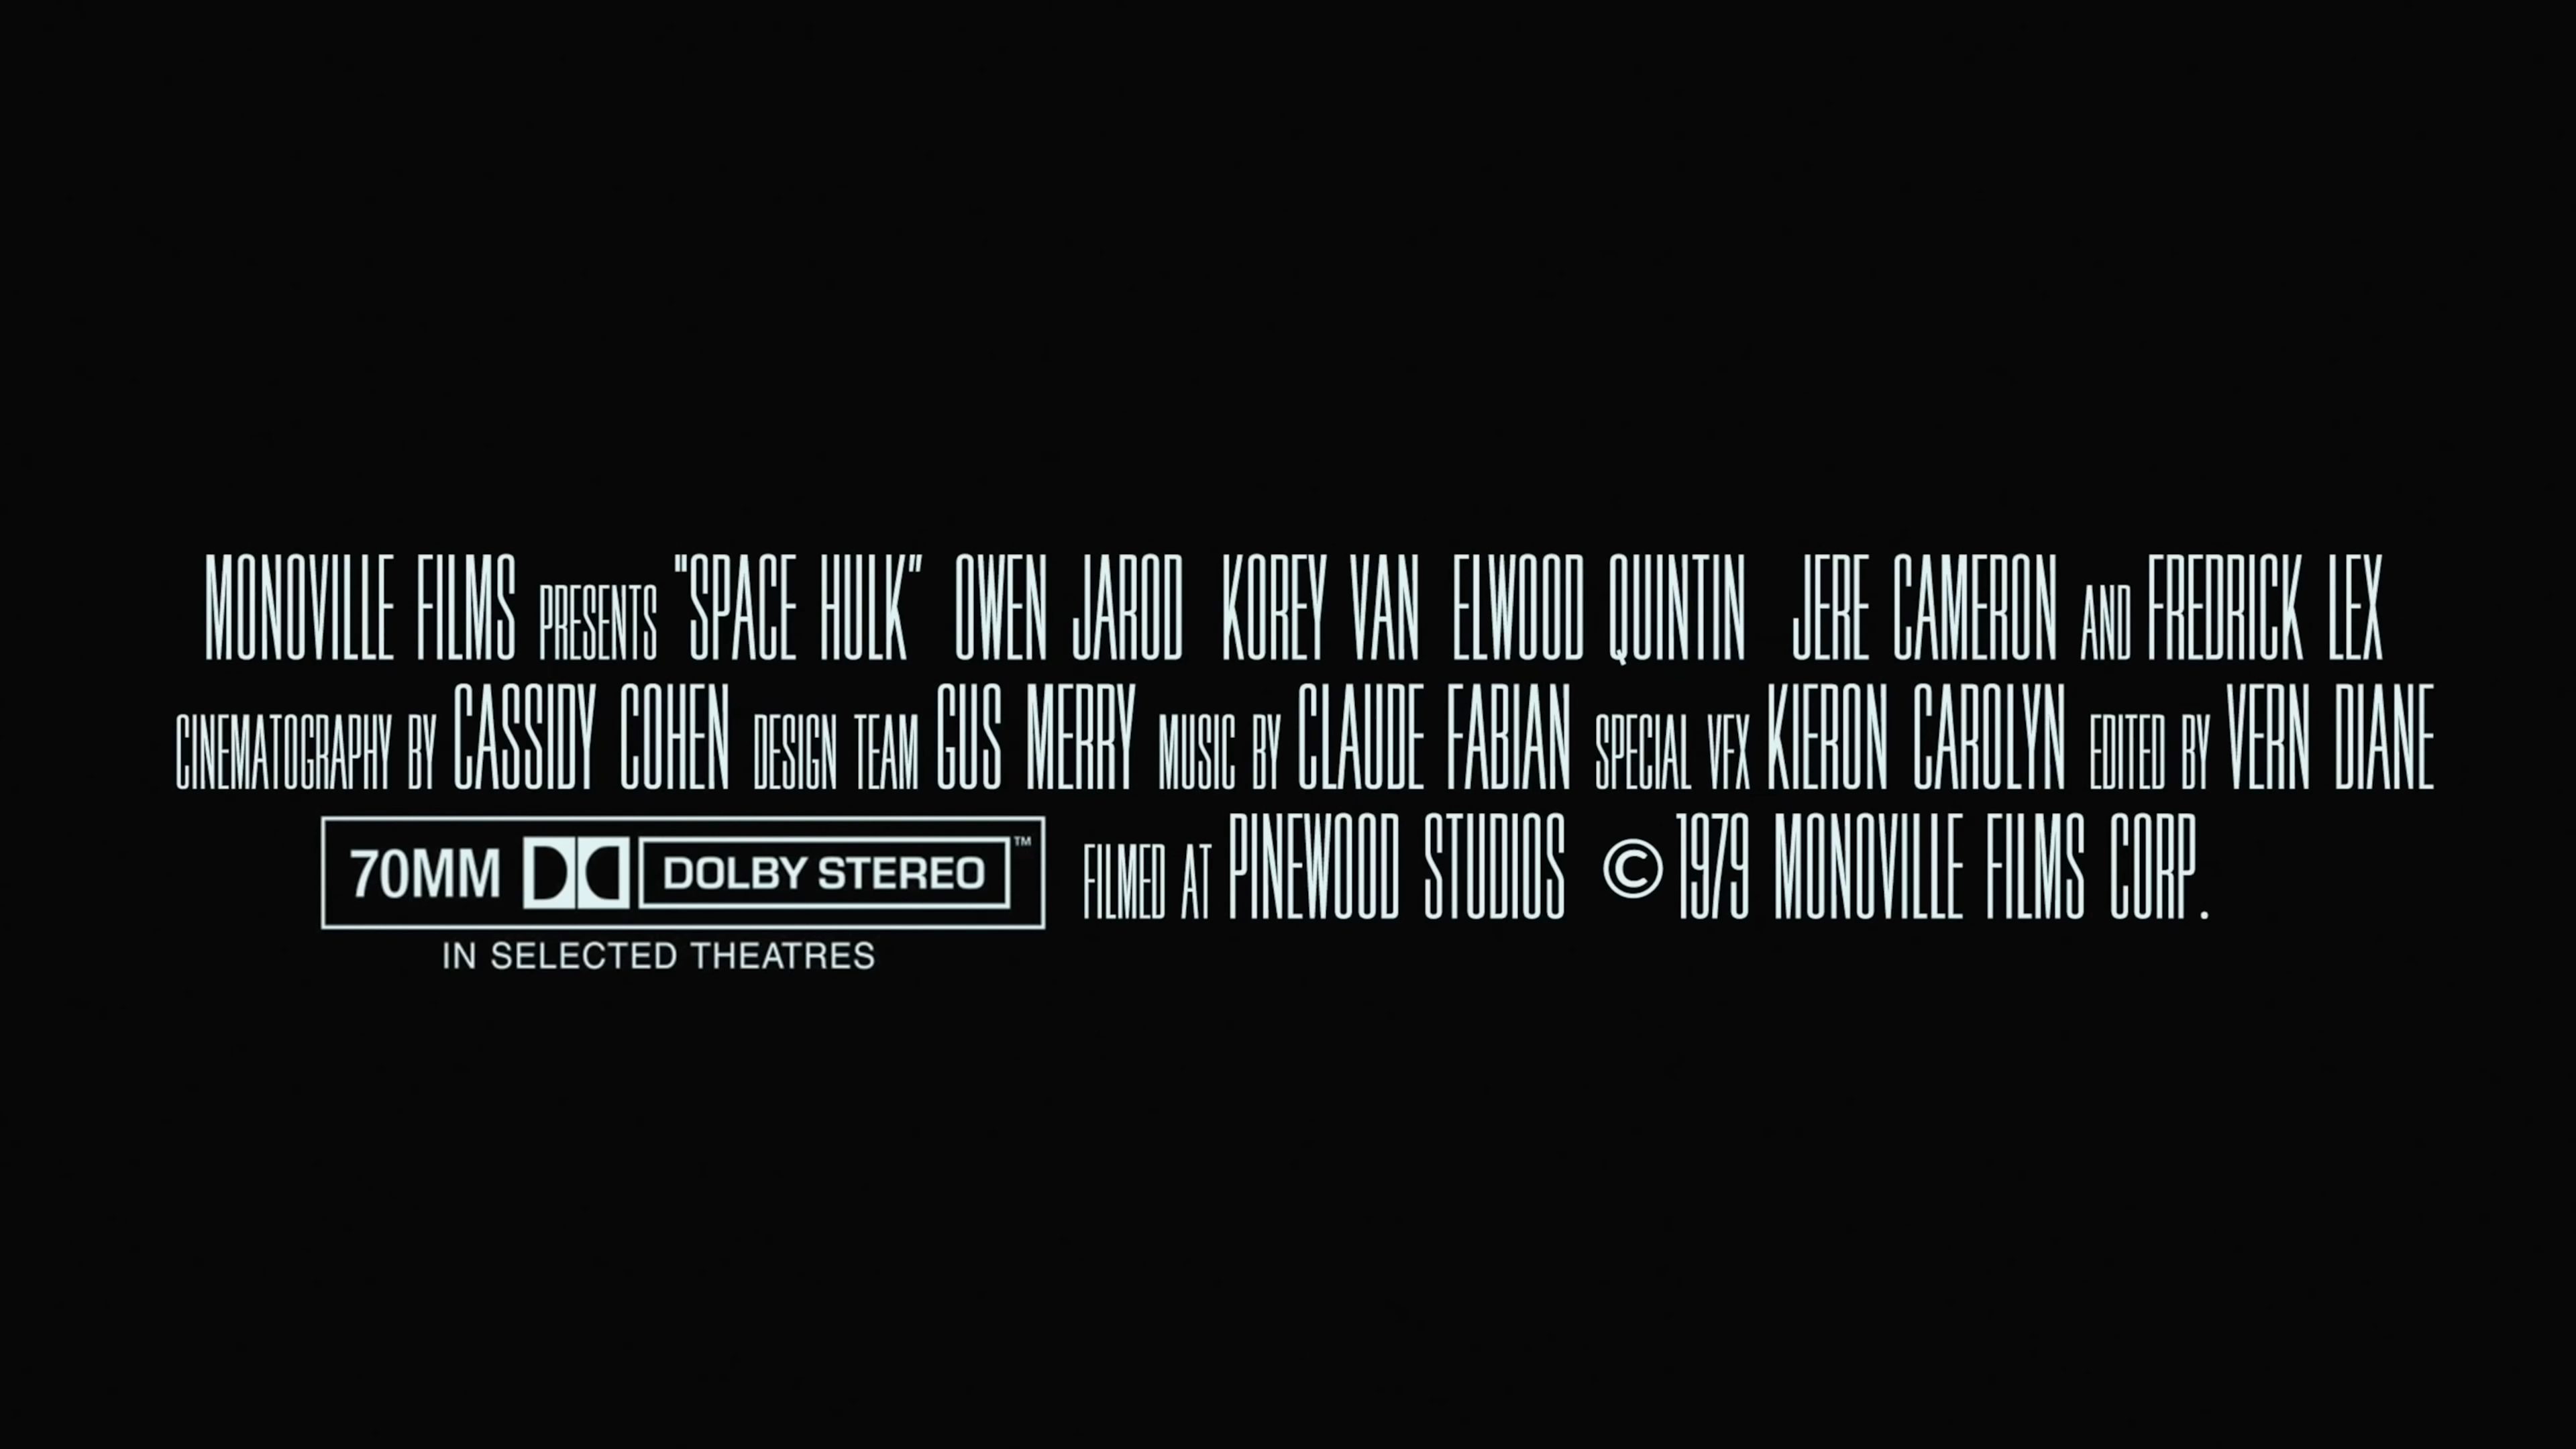 MONOVILLE FILMS PRESENTS "SPACE HULK" OWEN JAROD KOREY VAN ELWOOD QUINTIN JERE CAMERON AND FREDRICK LEX
CINEMATOGRAPHY BY CASSIDY COHEN DESIGN TEAM GUS MERRY MUSIC BY CLAUDE FABIAN SPECIAL VFX KIERON CAROLYN EDITED BY VERN DIANE
70MM DOLBY STEREO™ FILMED AT PINEWOOD STUDIOS © 1979 MONOVILLE FILMS CORP.
IN SELECTED THEATRES